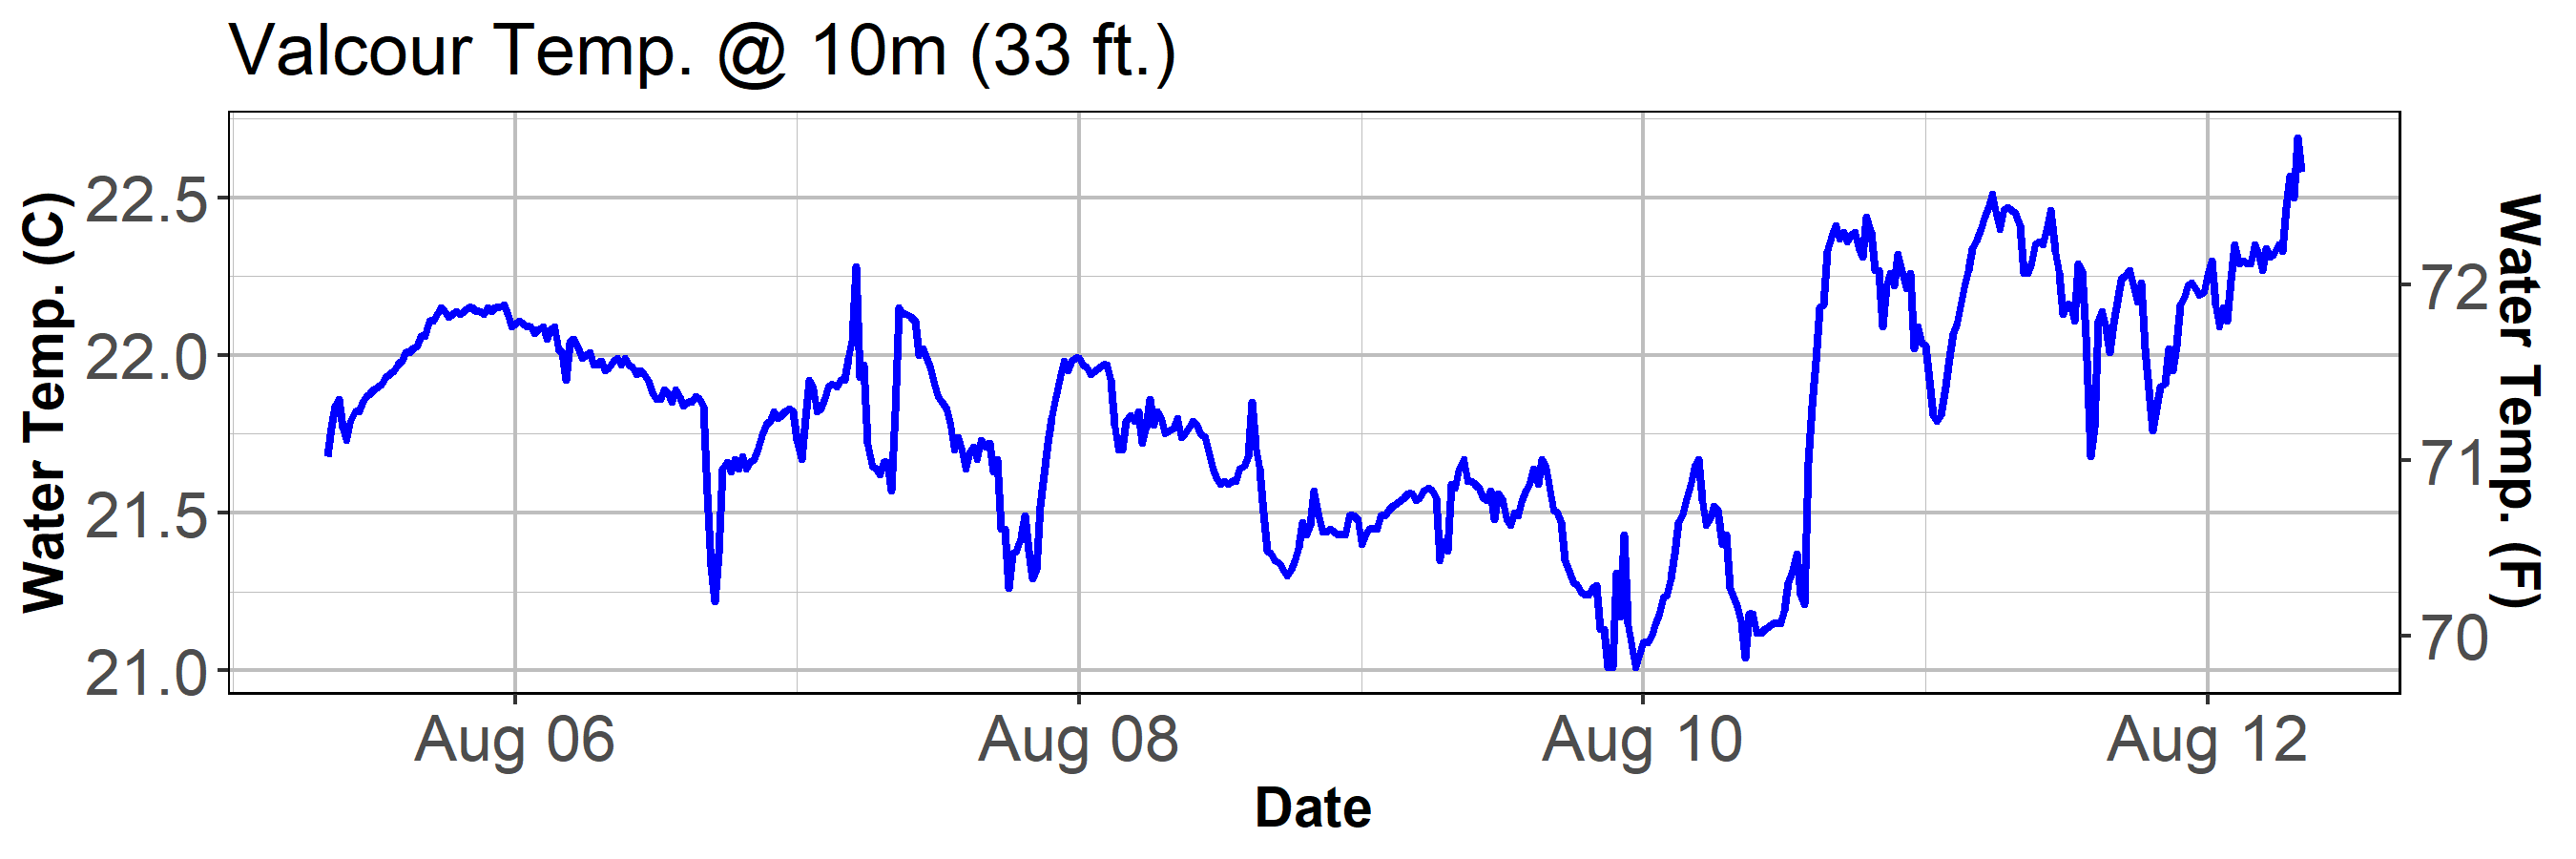 Valcour Temp. @ 10m (33 ft.)
Water Temp. (C)
22.5
22.0
21.5
21.0
72
71
70
Water Temp. (F)
Aug 06
Aug 08
Aug 10
Aug 12
Date